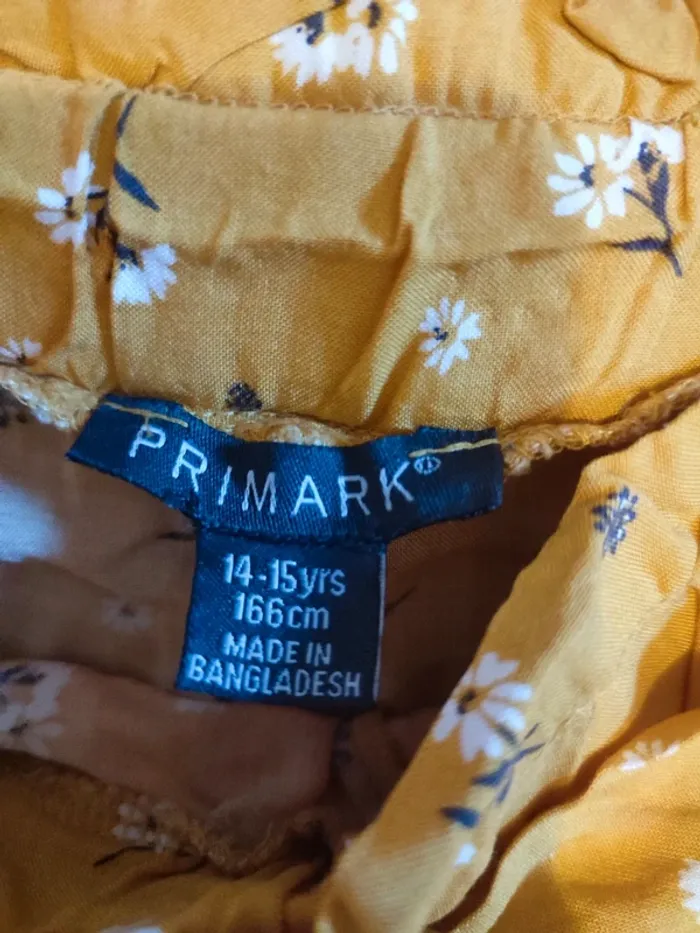 PRIMARK®
14-15yrs
166cm
MADE IN
BANGLADESH